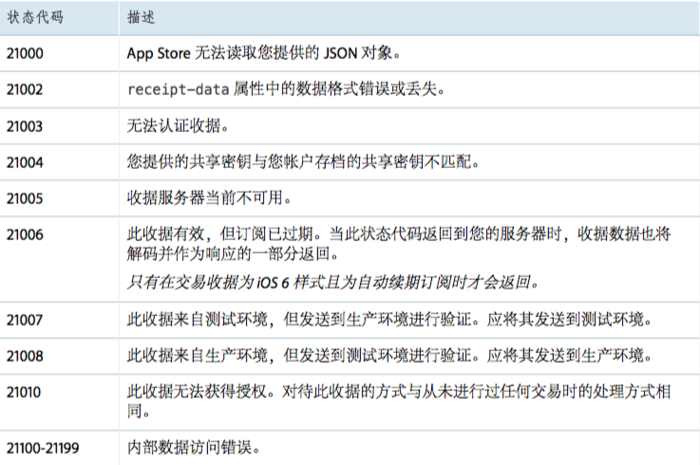 状态代码 描述
21000 App Store 无法读取您提供的 JSON 对象。
21002 receipt-data 属性中的数据格式错误或丢失。
21003 无法认证收据。
21004 您提供的共享密钥与您帐户存档的共享密钥不匹配。
21005 收据服务器当前不可用。
21006 此收据有效，但订阅已过期。当此状态代码返回到您的服务器时，收据数据也将
解码并作为响应的一部分返回。
只有在交易收据为 iOS 6 样式且为自动续期订阅时才会返回。
21007 此收据来自测试环境，但发送到生产环境进行验证。应将其发送到测试环境。
21008 此收据来自生产环境，但发送到测试环境进行验证。应将其发送到生产环境。
21010 此收据无法获得授权。对待此收据的方式与从未进行过任何交易时的处理方式相
同。
21100-21199 内部数据访问错误。